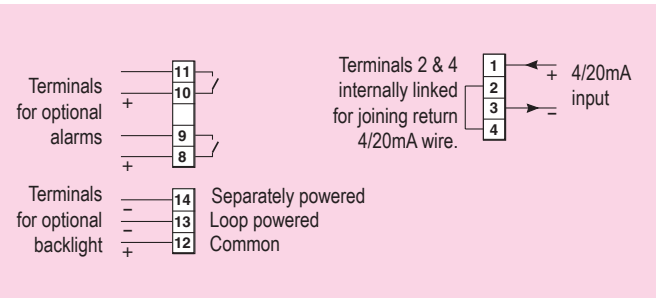 Terminals
for optional
alarms
+
+
11
10
9
8
Terminals 2 & 4
internally linked
for joining return
4/20mA wire.
1
2
3
4
+
−
4/20mA
input
Terminals
for optional
backlight
−
−
+
14
13
12
Separately powered
Loop powered
Common